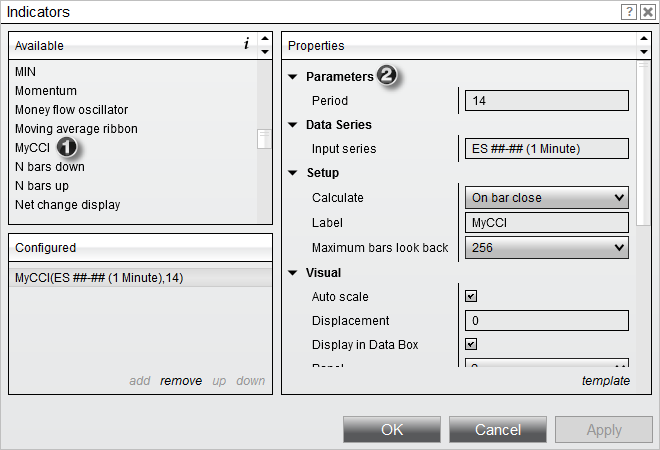 Indicators ? X
Available i
MIN
Momentum
Money flow oscillator
Moving average ribbon
MyCCI 1
N bars down
N bars up
Net change display
Configured
MyCCI(ES ##-## (1 Minute),14)
add remove up down
Properties
Parameters 2
Period 14
Data Series
Input series ES ##-## (1 Minute)
Setup
Calculate On bar close
Label MyCCI
Maximum bars look back 256
Visual
Auto scale
Displacement 0
Display in Data Box
template
OK Cancel Apply